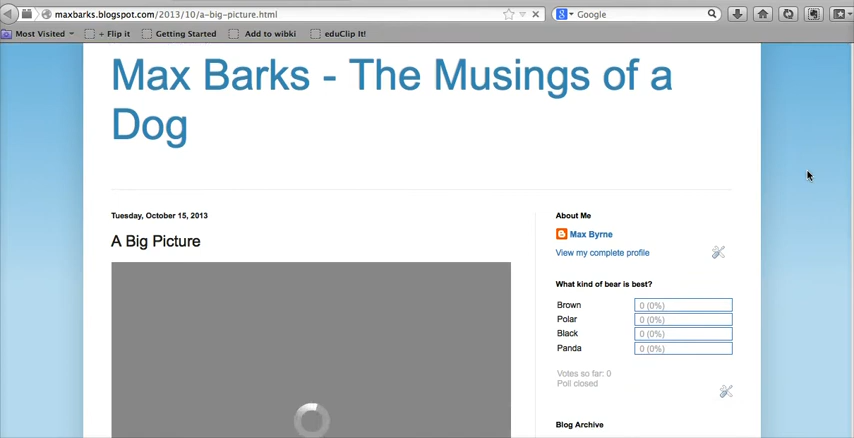 maxbarks.blogspot.com/2013/10/a-big-picture.html
Google
Most Visited
+ Flip it
Getting Started
Add to wibki
eduClip It!
Max Barks - The Musings of a
Dog
Tuesday, October 15, 2013
A Big Picture
About Me
Max Byrne
View my complete profile
What kind of bear is best?
Brown 0 (0%)
Polar 0 (0%)
Black 0 (0%)
Panda 0 (0%)
Votes so far: 0
Poll closed
Blog Archive